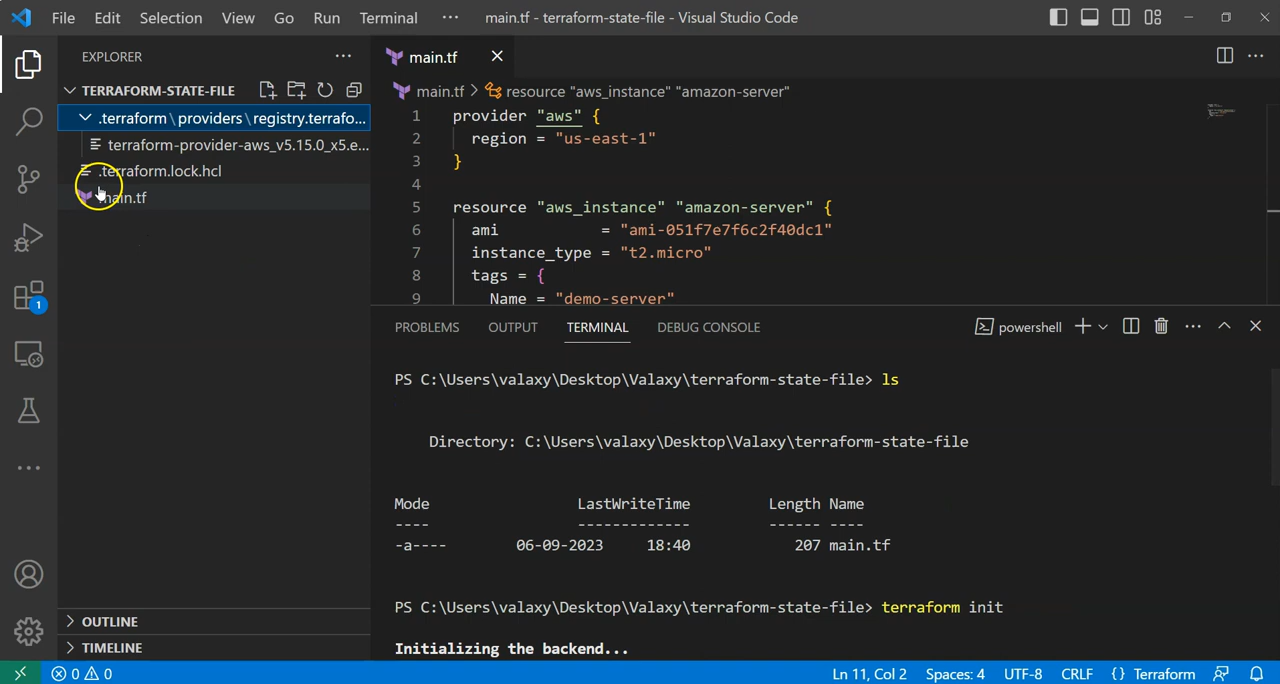 File Edit Selection View Go Run Terminal ··· main.tf - terraform-state-file - Visual Studio Code
EXPLORER ···
TERRAFORM-STATE-FILE
.terraform\providers\registry.terrafo...
terraform-provider-aws_v5.15.0_x5.e...
.terraform.lock.hcl
main.tf
1
OUTLINE
TIMELINE
main.tf
main.tf > resource "aws_instance" "amazon-server"
1 provider "aws" {
2 region = "us-east-1"
3 }
4
5 resource "aws_instance" "amazon-server" {
6 ami = "ami-051f7e7f6c2f40dc1"
7 instance_type = "t2.micro"
8 tags = {
9 Name = "demo-server"
PROBLEMS OUTPUT TERMINAL DEBUG CONSOLE powershell
PS C:\Users\valaxy\Desktop\Valaxy\terraform-state-file> ls
Directory: C:\Users\valaxy\Desktop\Valaxy\terraform-state-file
Mode LastWriteTime Length Name
---- ------------- ------ ----
-a---- 06-09-2023 18:40 207 main.tf
PS C:\Users\valaxy\Desktop\Valaxy\terraform-state-file> terraform init
Initializing the backend...
0 0 Ln 11, Col 2 Spaces: 4 UTF-8 CRLF {} Terraform